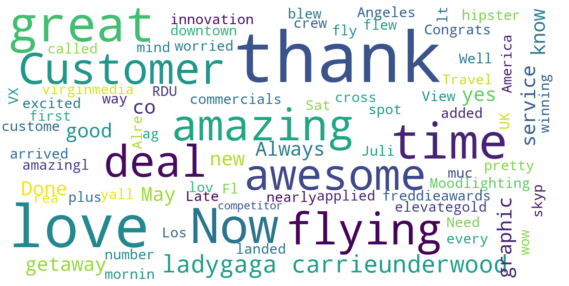 great
blew
Angeles
lt
hipster
innovation
crew
downtown
fly
flew
Congrats
know
called
mind
worried
thank
Well
America
Customer
virginmedia
RDU
Travel
VX
excited
way
commercials
cross
View
yes
service
winning
first
co
Sat
spot
added
UK
custome
good
Alre
ag
amazing
time
arrived
Always
Juli
amazingl
deal
new
awesome
muc
pretty
Moodlighting
skyp
Done
rea
plus
yall
May
lov
Fl
Late
nearly
applied
freddieawards
elevategold
graphic
love
Now
competitor
flying
Need
every
wow
Los
landed
number
getaway
mornin
ladygaga
carrieunderwood